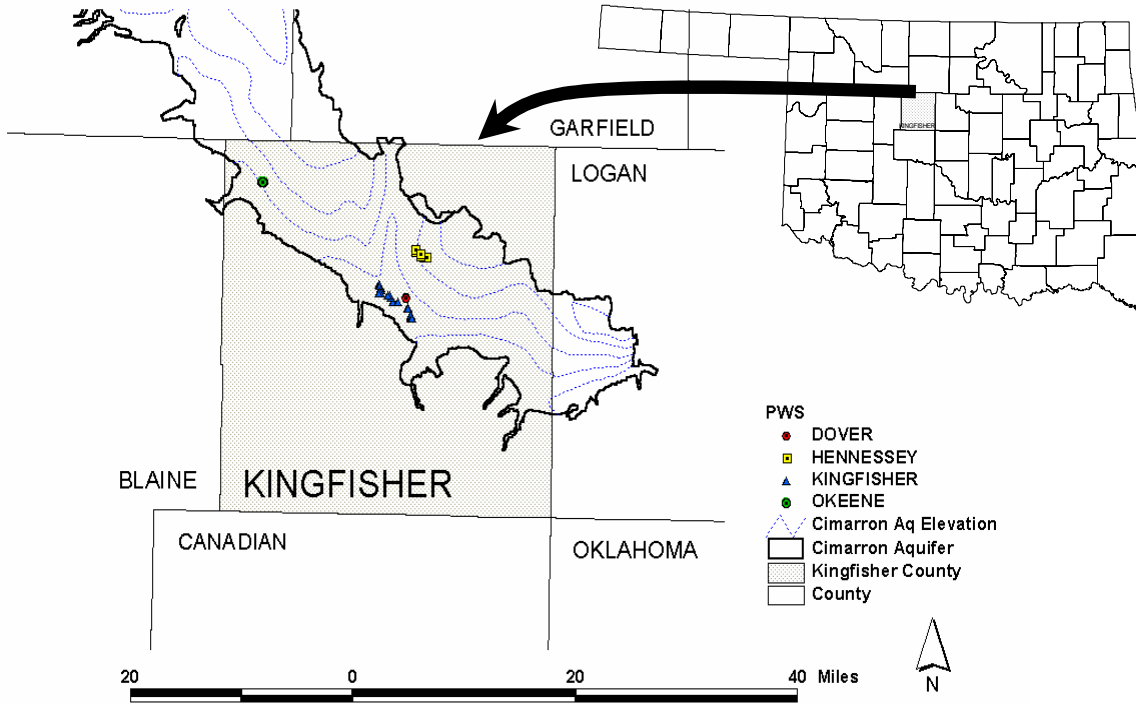 GARFIELD
LOGAN
KINGFISHER
BLAINE
KINGFISHER
CANADIAN
OKLAHOMA
PWS
DOVER
HENNESSEY
KINGFISHER
OKEENE
Cimarron Aq Elevation
Cimarron Aquifer
Kingfisher County
County
N
20 0 20 40 Miles